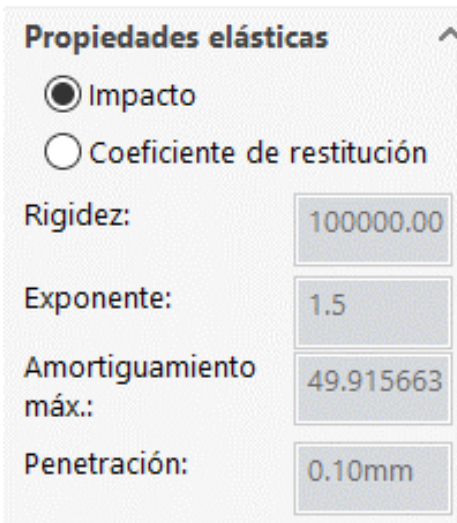 Propiedades elásticas
Impacto
Coeficiente de restitución
Rigidez:
100000.00
Exponente:
1.5
Amortiguamiento
máx.:
49.915663
Penetración:
0.10mm